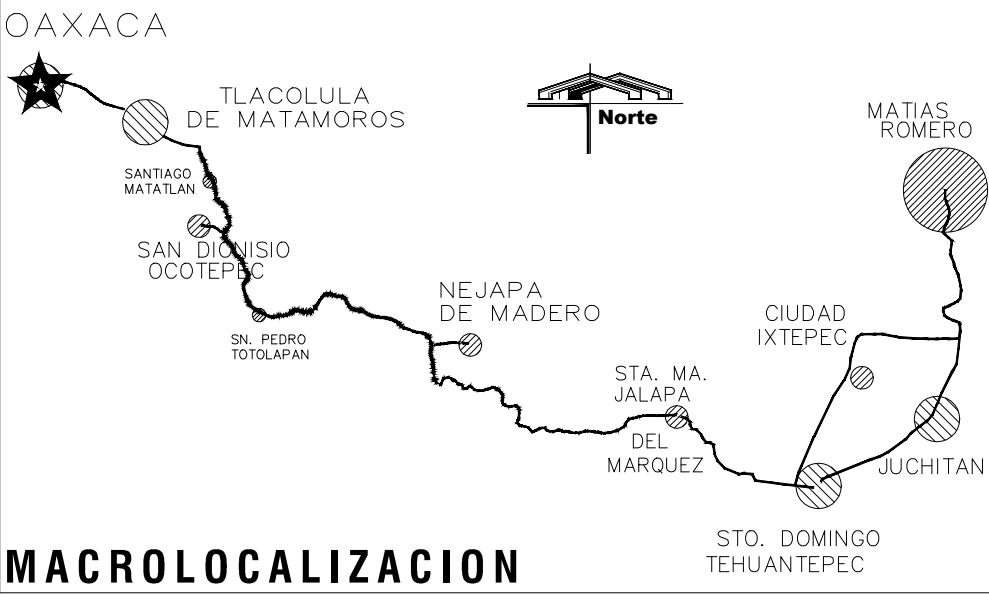 OAXACA
TLACOLULA
DE MATAMOROS
Norte
MATIAS
ROMERO
SANTIAGO
MATATLAN
SAN DIONISIO
OCOTEPEC
NEJAPA
DE MADERO
CIUDAD
IXTEPEC
SN. PEDRO
TOTOLAPAN
STA. MA.
JALAPA
DEL
MARQUEZ
JUCHITAN
STO. DOMINGO
TEHUANTEPEC
MACROLOCALIZACION